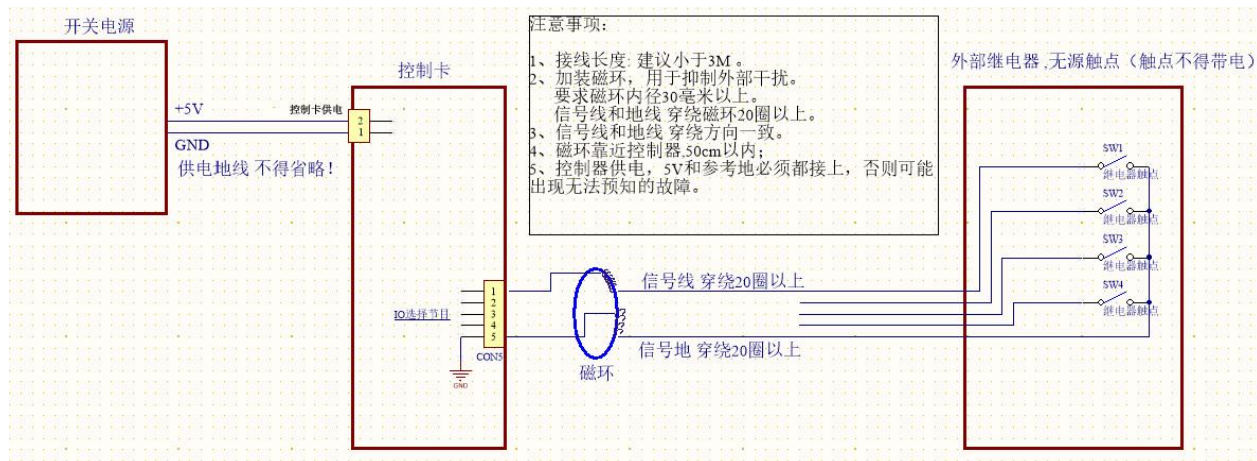 开关电源
+5V
GND
供电地线 不得省略！
控制卡
控制卡供电
2
1
注意事项：
1、接线长度: 建议小于3M 。
2、加装磁环，用于抑制外部干扰。
要求磁环内径30毫米以上。
信号线和地线 穿绕磁环20圈以上。
3、信号线和地线 穿绕方向一致。
4、磁环靠近控制器,50cm以内;
5、控制器供电，5V和参考地必须都接上，否则可能
出现无法预知的故障。
外部继电器 ,无源触点（触点不得带电）
SW1
继电器触点
SW2
继电器触点
SW3
继电器触点
SW4
继电器触点
IO选择节目
1
2
3
4
5
CON5
GND
信号线 穿绕20圈以上
信号地 穿绕20圈以上
磁环